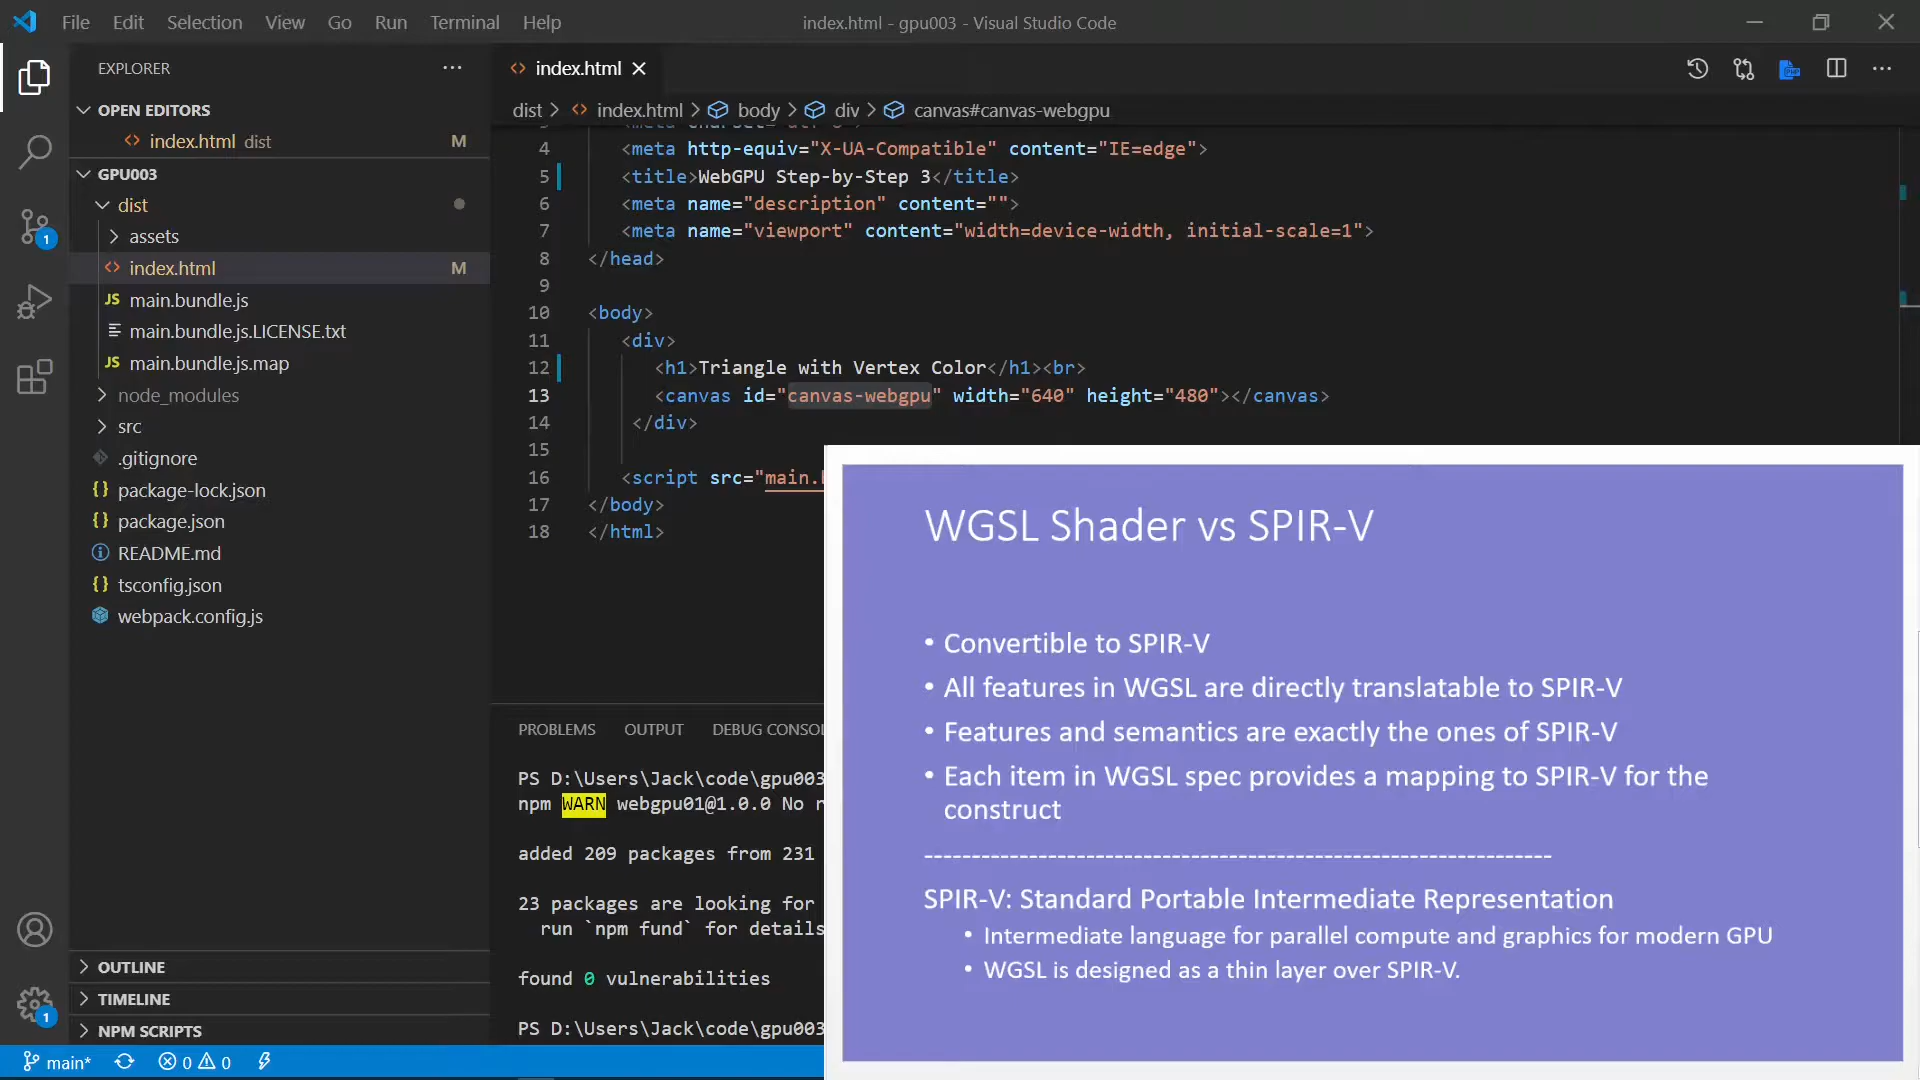 File Edit Selection View Go Run Terminal Help
index.html - gpu003 - Visual Studio Code
EXPLORER
OPEN EDITORS
index.html dist M
GPU003
dist
assets
index.html M
JS main.bundle.js
main.bundle.js.LICENSE.txt
JS main.bundle.js.map
node_modules
src
.gitignore
{} package-lock.json
{} package.json
README.md
{} tsconfig.json
webpack.config.js
OUTLINE
TIMELINE
NPM SCRIPTS
1
1
main* 0 0
index.html
dist > index.html > body > div > canvas#canvas-webgpu
4 <meta http-equiv="X-UA-Compatible" content="IE=edge">
5 <title>WebGPU Step-by-Step 3</title>
6 <meta name="description" content="">
7 <meta name="viewport" content="width=device-width, initial-scale=1">
8 </head>
9
10 <body>
11 <div>
12 <h1>Triangle with Vertex Color</h1><br>
13 <canvas id="canvas-webgpu" width="640" height="480"></canvas>
14 </div>
15
16 <script src="main.
17 </body>
18 </html>
PROBLEMS OUTPUT DEBUG CONSOL
PS D:\Users\Jack\code\gpu003
npm WARN webgpu01@1.0.0 No r
added 209 packages from 231
23 packages are looking for
run `npm fund` for details
found 0 vulnerabilities
PS D:\Users\Jack\code\gpu003
WGSL Shader vs SPIR-V
• Convertible to SPIR-V
• All features in WGSL are directly translatable to SPIR-V
• Features and semantics are exactly the ones of SPIR-V
• Each item in WGSL spec provides a mapping to SPIR-V for the
construct
------------------------------------------------------------------
SPIR-V: Standard Portable Intermediate Representation
• Intermediate language for parallel compute and graphics for modern GPU
• WGSL is designed as a thin layer over SPIR-V.